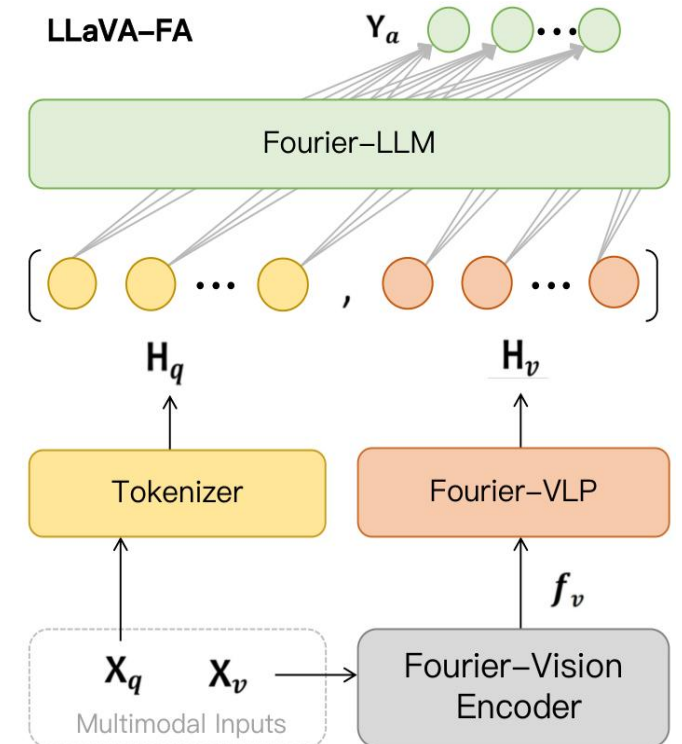 LLaVA–FA
Y_a
Fourier–LLM
,
H_q
H_v
Tokenizer
Fourier–VLP
f_v
X_q
X_v
Multimodal Inputs
Fourier–Vision
Encoder